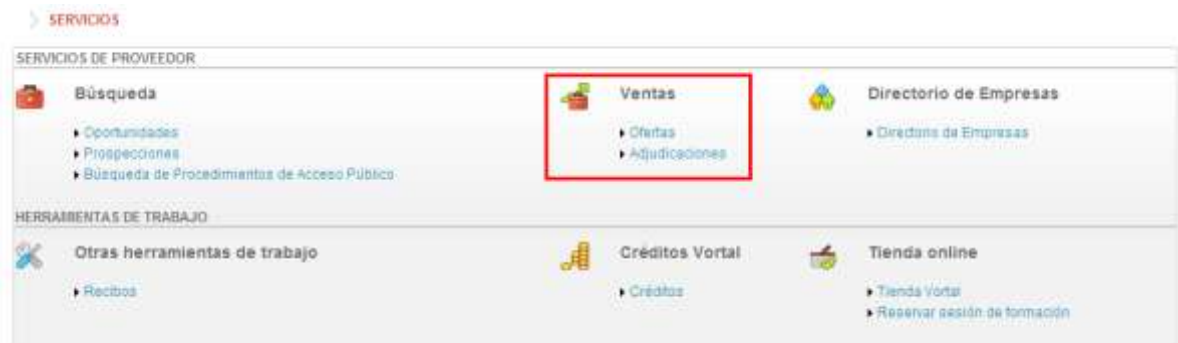 SERVICIOS
SERVICIOS DE PROVEEDOR
Búsqueda
Oportunidades
Prospecciones
Búsqueda de Procedimientos de Acceso Público
Ventas
Ofertas
Adjudicaciones
Directorio de Empresas
Directorio de Empresas
HERRAMIENTAS DE TRABAJO
Otras herramientas de trabajo
Recibos
Créditos Vortal
Créditos
Tienda online
Tienda Vortal
Reservar sesión de formación